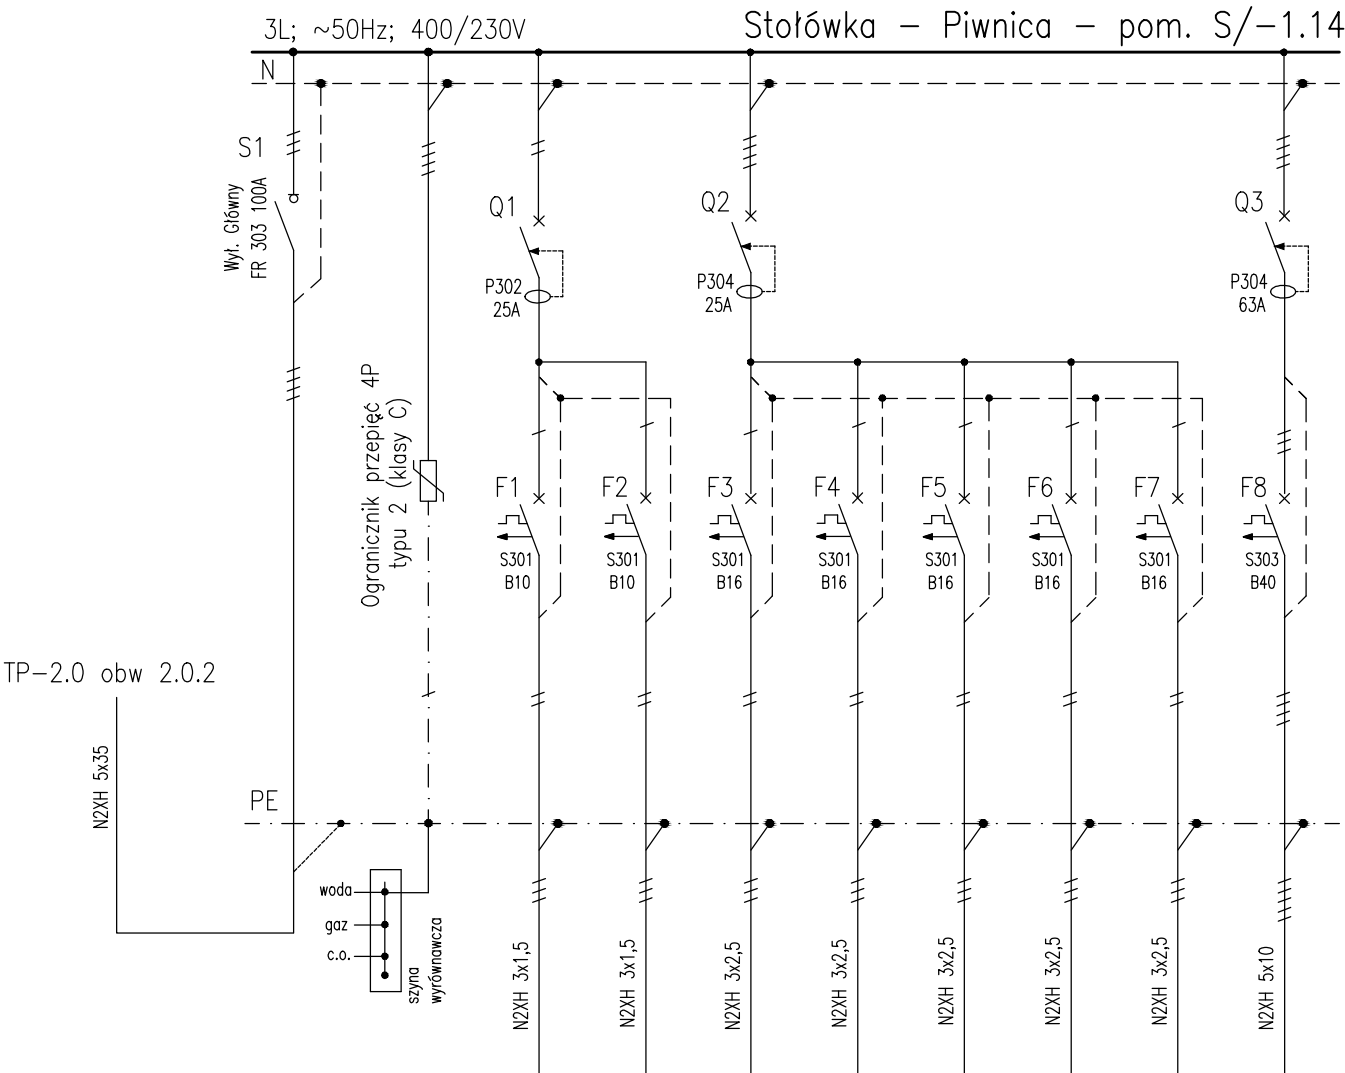 3L; ~50Hz; 400/230V
Stołówka – Piwnica – pom. S/–1.14
N
S1
Wył. Główny
FR 303 100A
Q1
P302
25A
Q2
P304
25A
Q3
P304
63A
Ogranicznik przepięć 4P
typu 2 (klasy C)
F1
S301
B10
F2
S301
B10
F3
S301
B16
F4
S301
B16
F5
S301
B16
F6
S301
B16
F7
S301
B16
F8
S303
B40
TP–2.0 obw 2.0.2
N2XH 5x35
PE
woda
gaz
c.o.
szyna
wyrównawcza
N2XH 3x1,5
N2XH 3x1,5
N2XH 3x2,5
N2XH 3x2,5
N2XH 3x2,5
N2XH 3x2,5
N2XH 3x2,5
N2XH 5x10